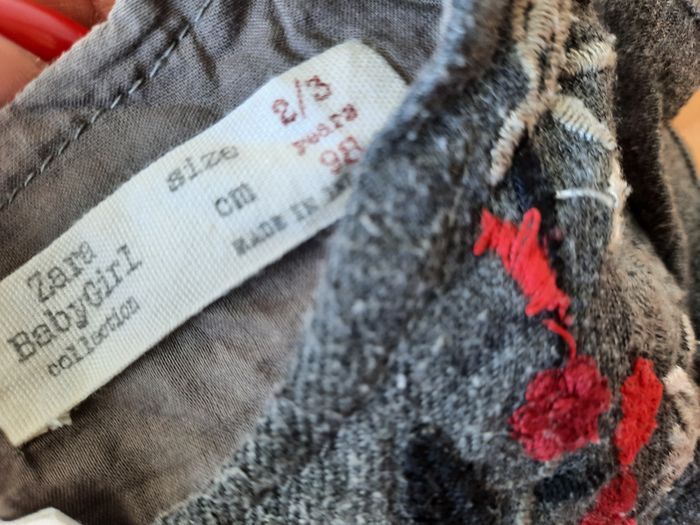 Zara
BabyGirl
collection
size 2/3
years
cm 98
MADE IN